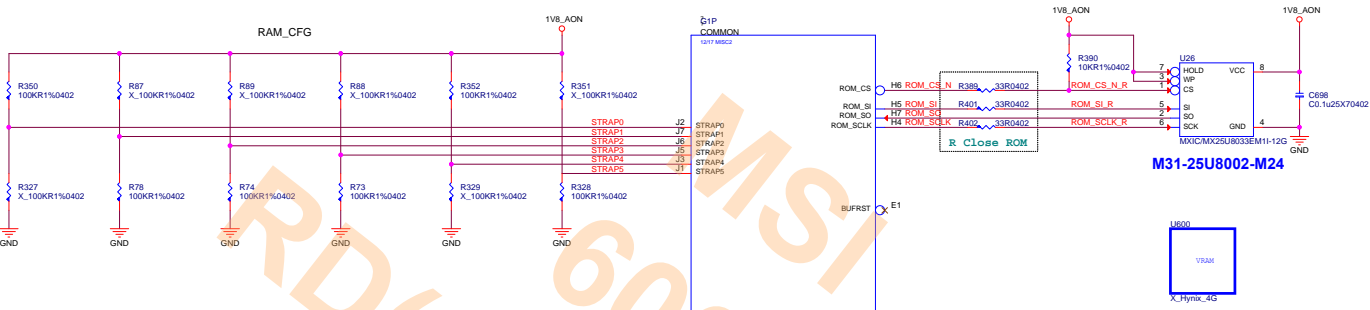 RAM_CFG
1V8_AON
R350
100KR1%0402
R87
X_100KR1%0402
R89
X_100KR1%0402
R88
X_100KR1%0402
R352
100KR1%0402
R351
X_100KR1%0402
STRAP0
STRAP1
STRAP2
STRAP3
STRAP4
STRAP5
J2
J7
J6
J5
J3
J1
R327
X_100KR1%0402
R78
100KR1%0402
R74
100KR1%0402
R73
100KR1%0402
R329
X_100KR1%0402
R328
100KR1%0402
GND
GND
GND
GND
GND
GND
G1P
COMMON
12/17 MISC2
STRAP0
STRAP1
STRAP2
STRAP3
STRAP4
STRAP5
ROM_CS
ROM_SI
ROM_SO
ROM_SCLK
BUFRST
H6 ROM_CS_N
H5 ROM_SI
H7 ROM_SO
H4 ROM_SCLK
E1
R389 33R0402
R401 33R0402
R402 33R0402
R Close ROM
1V8_AON
R390
10KR1%0402
ROM_CS_N_R
ROM_SI_R
ROM_SCLK_R
U26
7 HOLD
3 WP
1 CS
5 SI
2 SO
6 SCK
VCC 8
GND 4
MXIC/MX25U8033EM1I-12G
M31-25U8002-M24
1V8_AON
C698
C0.1u25X70402
GND
U600
VRAM
X_Hynix_4G
MSI